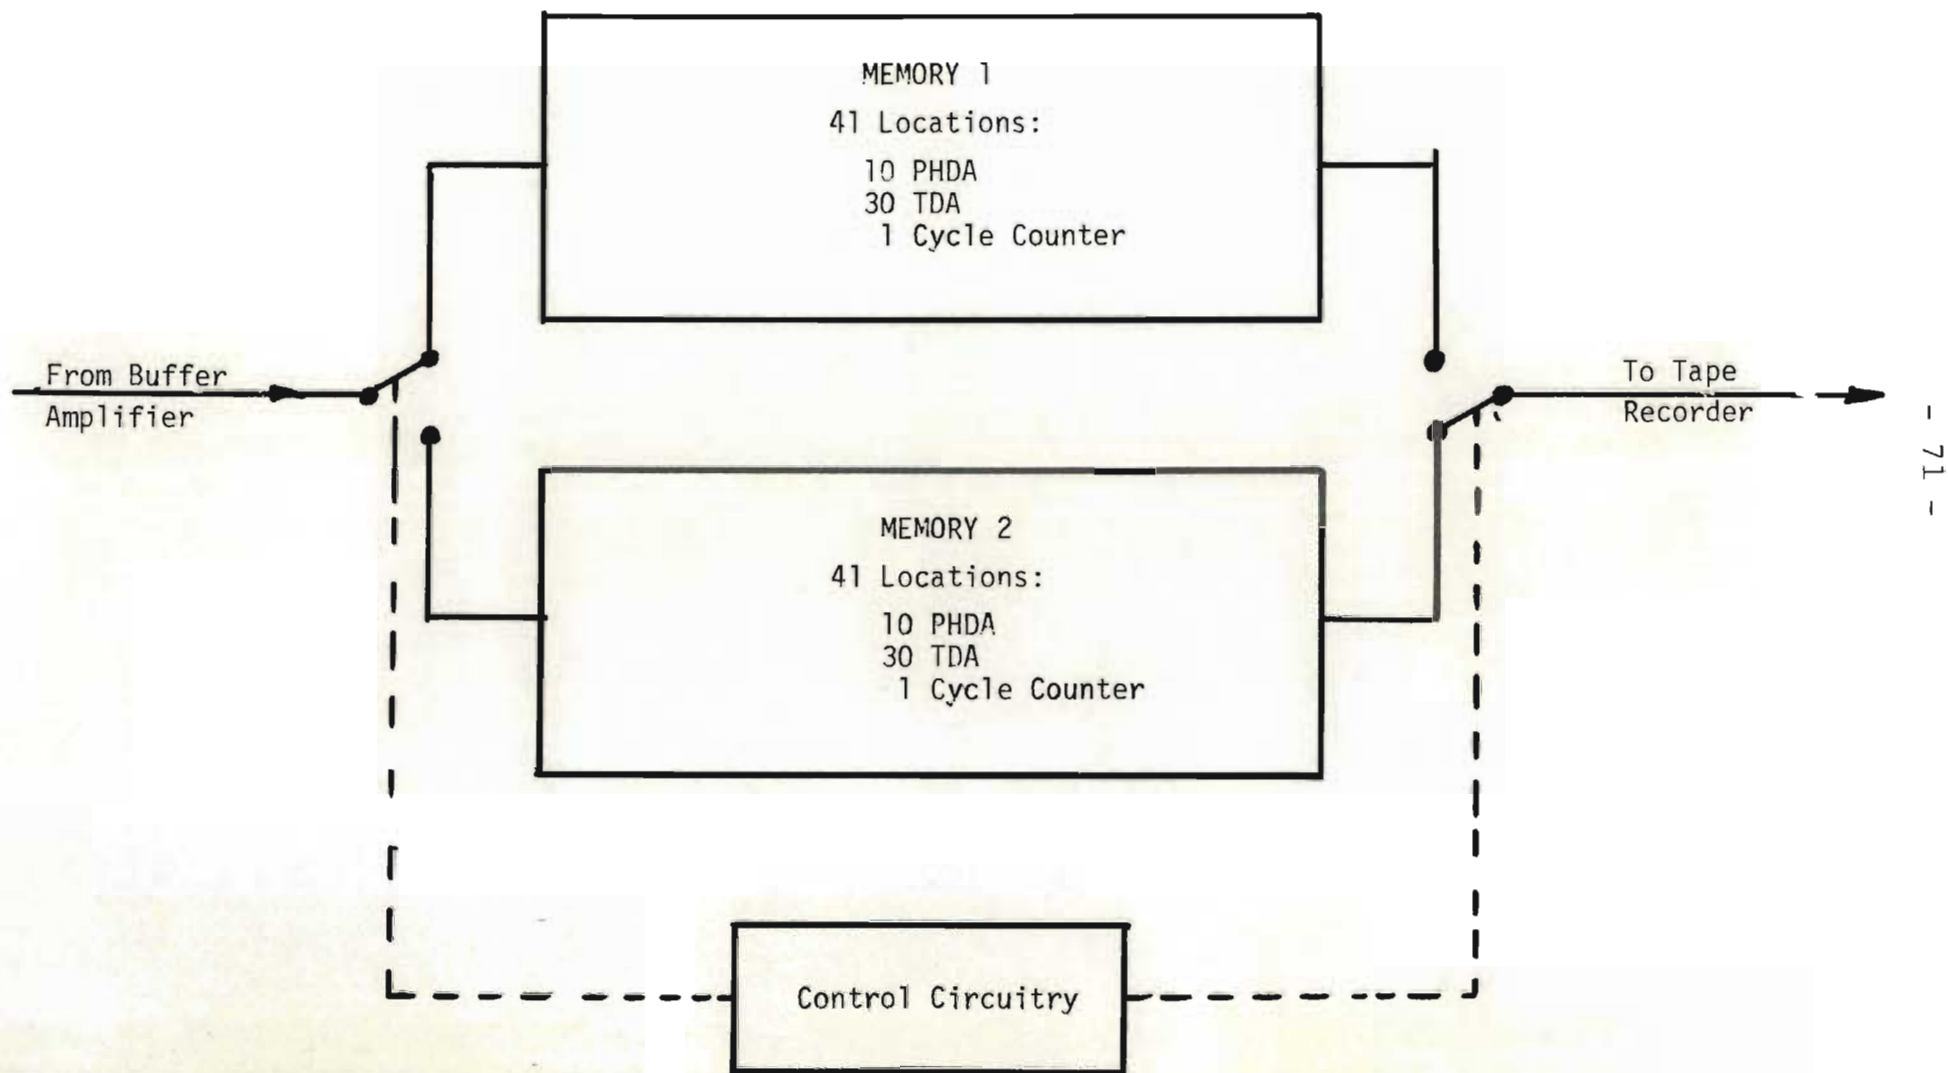 MEMORY 1
41 Locations:
10 PHDA
30 TDA
1 Cycle Counter
From Buffer
Amplifier
To Tape
Recorder
- 71 -
MEMORY 2
41 Locations:
10 PHDA
30 TDA
1 Cycle Counter
Control Circuitry